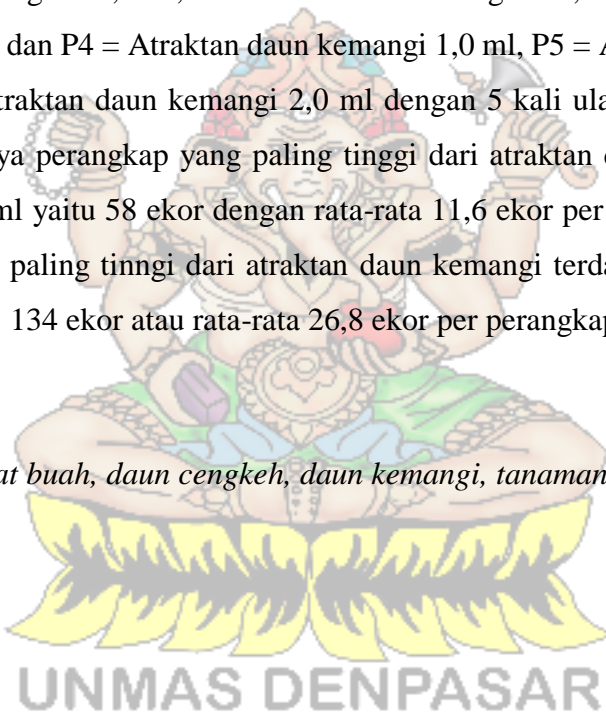 dan P4 = Atraktan daun kemangi 1,0 ml, P5 =
traktan daun kemangi 2,0 ml dengan 5 kali
ya perangkap yang paling tinggi dari atraktan
ml yaitu 58 ekor dengan rata-rata 11,6 ekor per
paling tinngi dari atraktan daun kemangi
134 ekor atau rata-rata 26,8 ekor per perangkap
at buah, daun cengkeh, daun kemangi, tanaman
UNMAS DENPASAR